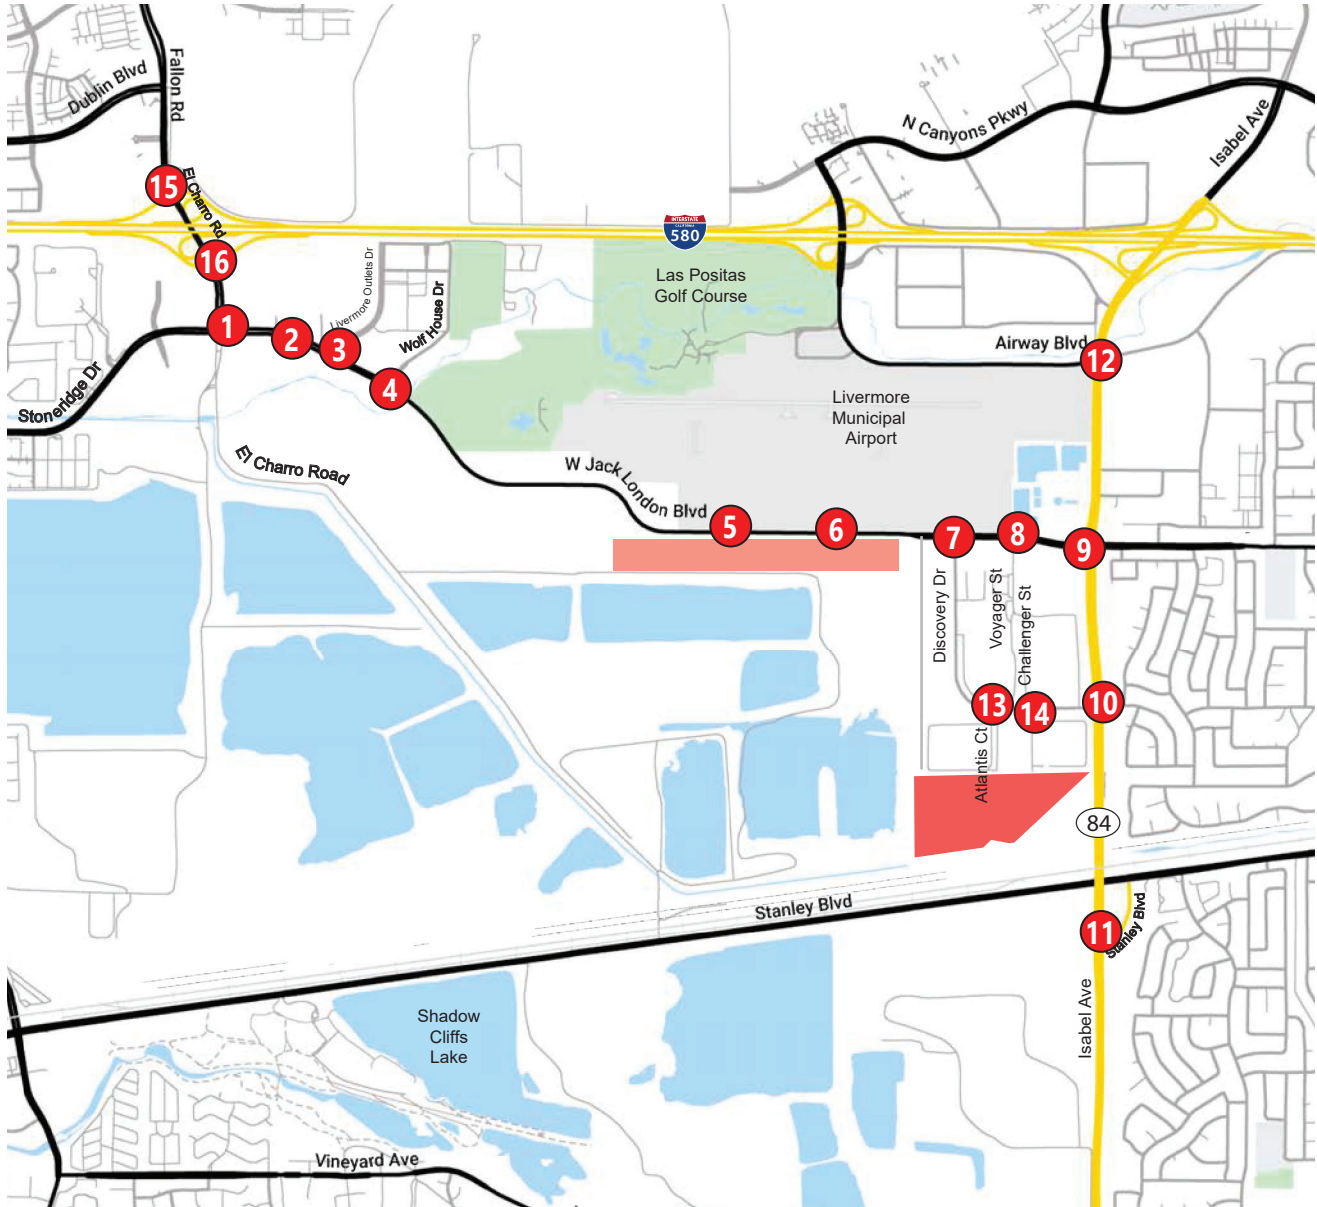 Fallon Rd
Dublin Blvd
N Canyons Pkwy
Isabel Ave
15
El Charro Rd
INTERSTATE
CALIFORNIA
580
16
Las Positas
Golf Course
Livermore Outlets Dr
Wolf House Dr
1
2
3
4
Airway Blvd
12
Stoneridge Dr
Livermore
Municipal
Airport
El Charro Road
W Jack London Blvd
5
6
7
8
9
Discovery Dr
Voyager St
Challenger St
13
14
10
Atlantis Ct
84
Stanley Blvd
11
Stanley Blvd
Isabel Ave
Shadow
Cliffs
Lake
Vineyard Ave